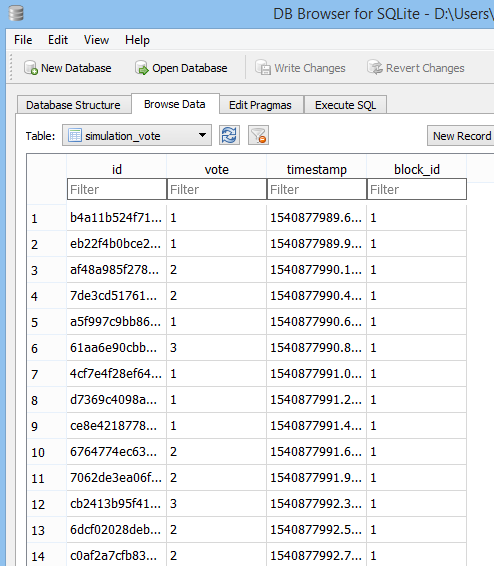 DB Browser for SQLite - D:\Users\
File Edit View Help
New Database Open Database Write Changes Revert Changes
Database Structure Browse Data Edit Pragmas Execute SQL
Table: simulation_vote New Record
id vote timestamp block_id
Filter Filter Filter Filter
1 b4a11b524f71... 1 1540877989.6... 1
2 eb22f4b0bce2... 1 1540877989.9... 1
3 af48a985f278... 2 1540877990.1... 1
4 7de3cd51761... 2 1540877990.4... 1
5 a5f997c9bb86... 1 1540877990.6... 1
6 61aa6e90cbb... 3 1540877990.8... 1
7 4cf7e4f28ef64... 1 1540877991.0... 1
8 d7369c4098a... 1 1540877991.2... 1
9 ce8e4218778... 1 1540877991.4... 1
10 6764774ec63... 2 1540877991.6... 1
11 7062de3ea06f... 2 1540877991.9... 1
12 cb2413b95f41... 3 1540877992.3... 1
13 6dcf02028deb... 2 1540877992.5... 1
14 c0af2a7cfb83... 2 1540877992.7... 1